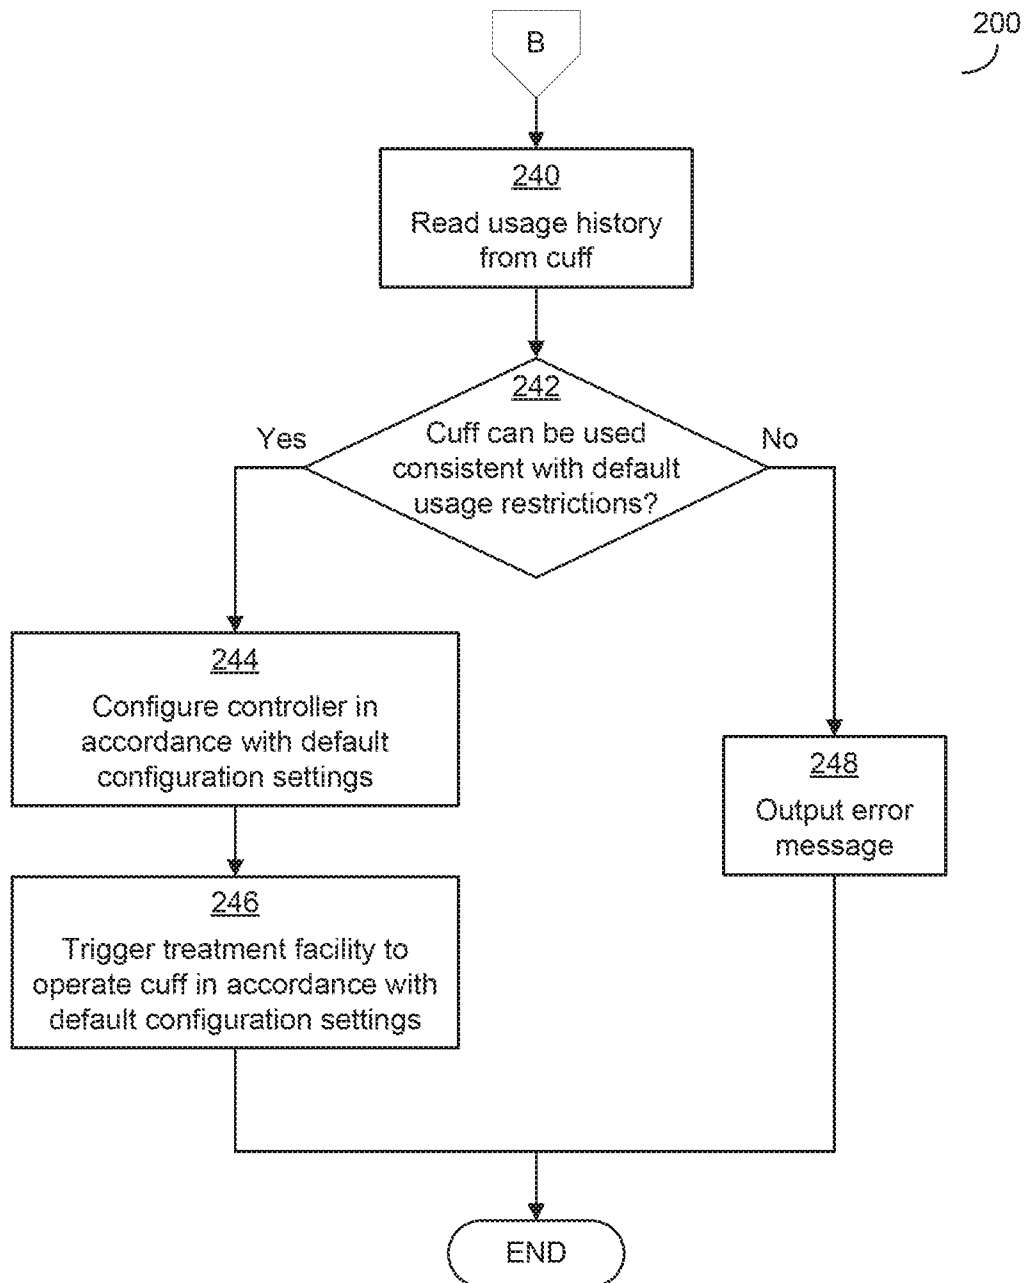 200
B
240
Read usage history
from cuff
242
Cuff can be used
consistent with default
usage restrictions?
Yes
No
244
Configure controller in
accordance with default
configuration settings
248
Output error
message
246
Trigger treatment facility to
operate cuff in accordance with
default configuration settings
END